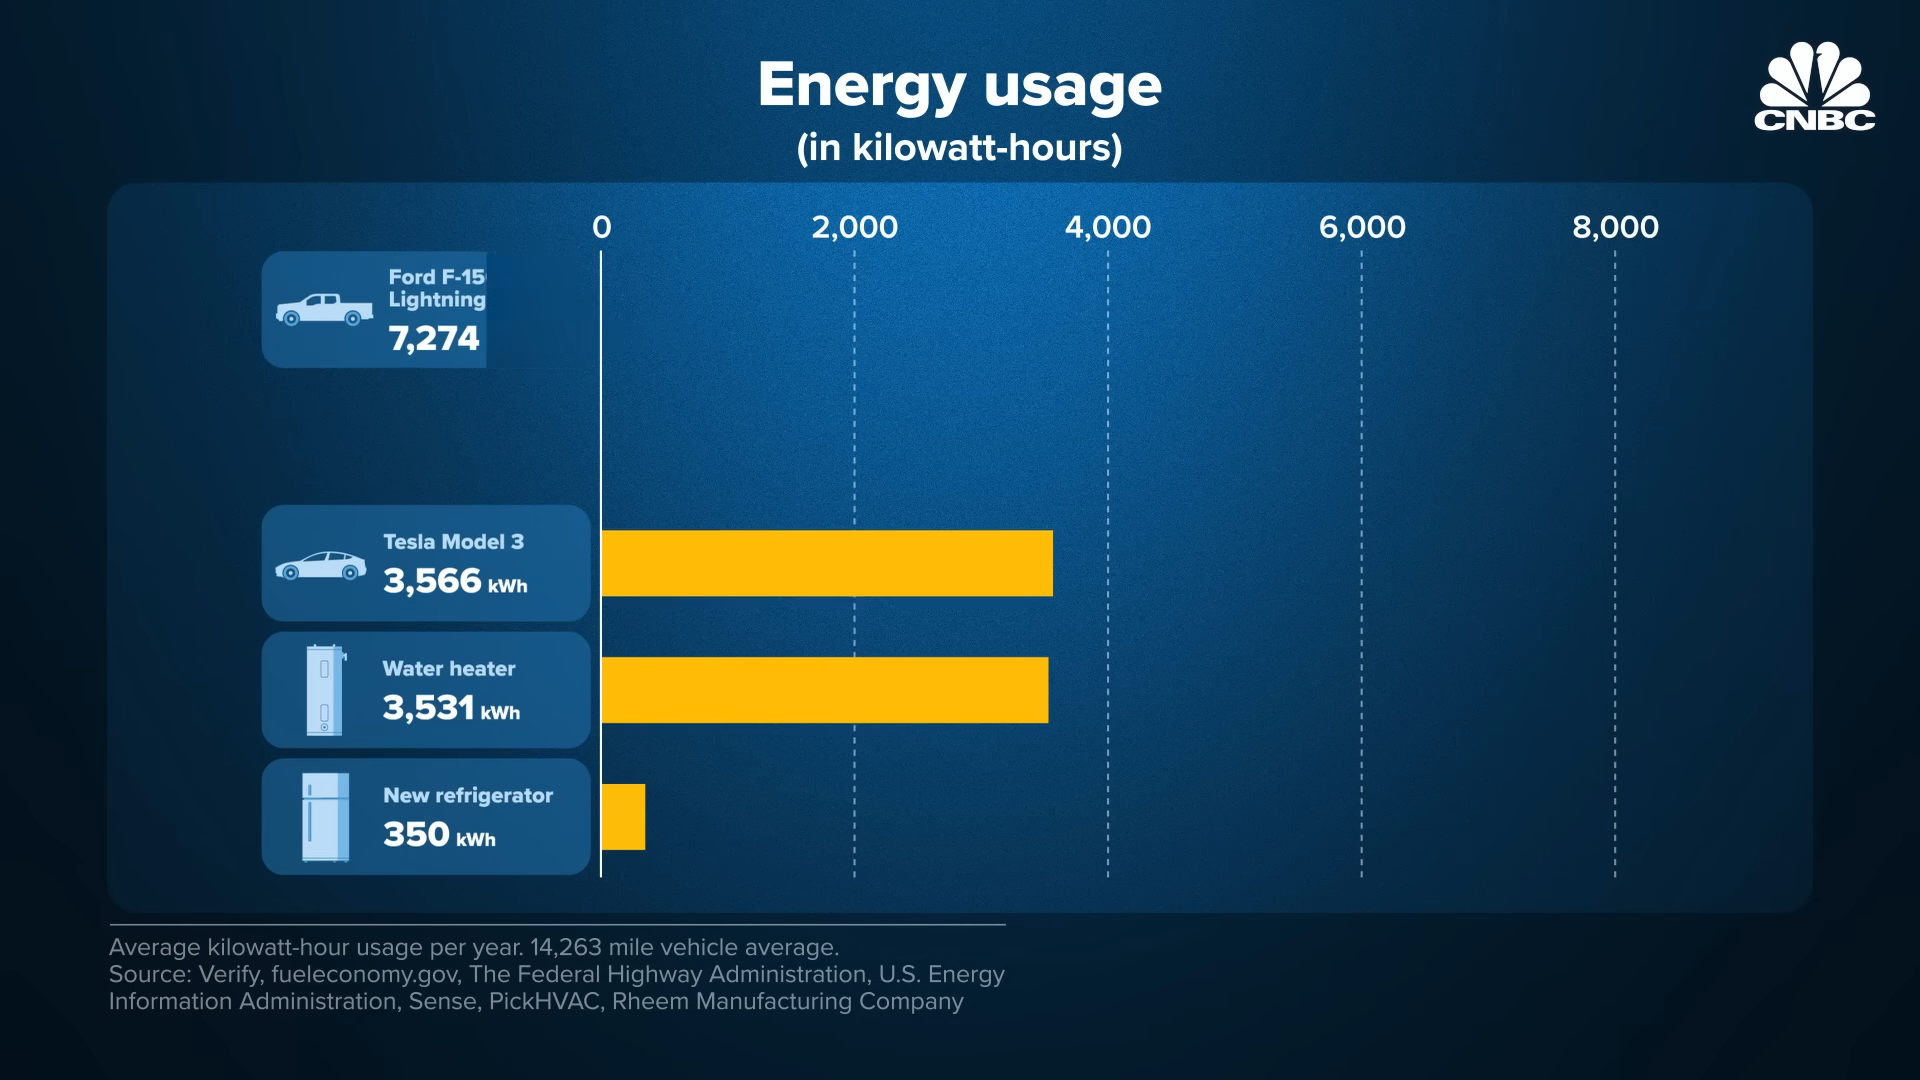 Energy usage
(in kilowatt-hours)
CNBC
0 2,000 4,000 6,000 8,000
Ford F-15
Lightning
7,274
Tesla Model 3
3,566 kWh
Water heater
3,531 kWh
New refrigerator
350 kWh
Average kilowatt-hour usage per year. 14,263 mile vehicle average.
Source: Verify, fueleconomy.gov, The Federal Highway Administration, U.S. Energy
Information Administration, Sense, PickHVAC, Rheem Manufacturing Company